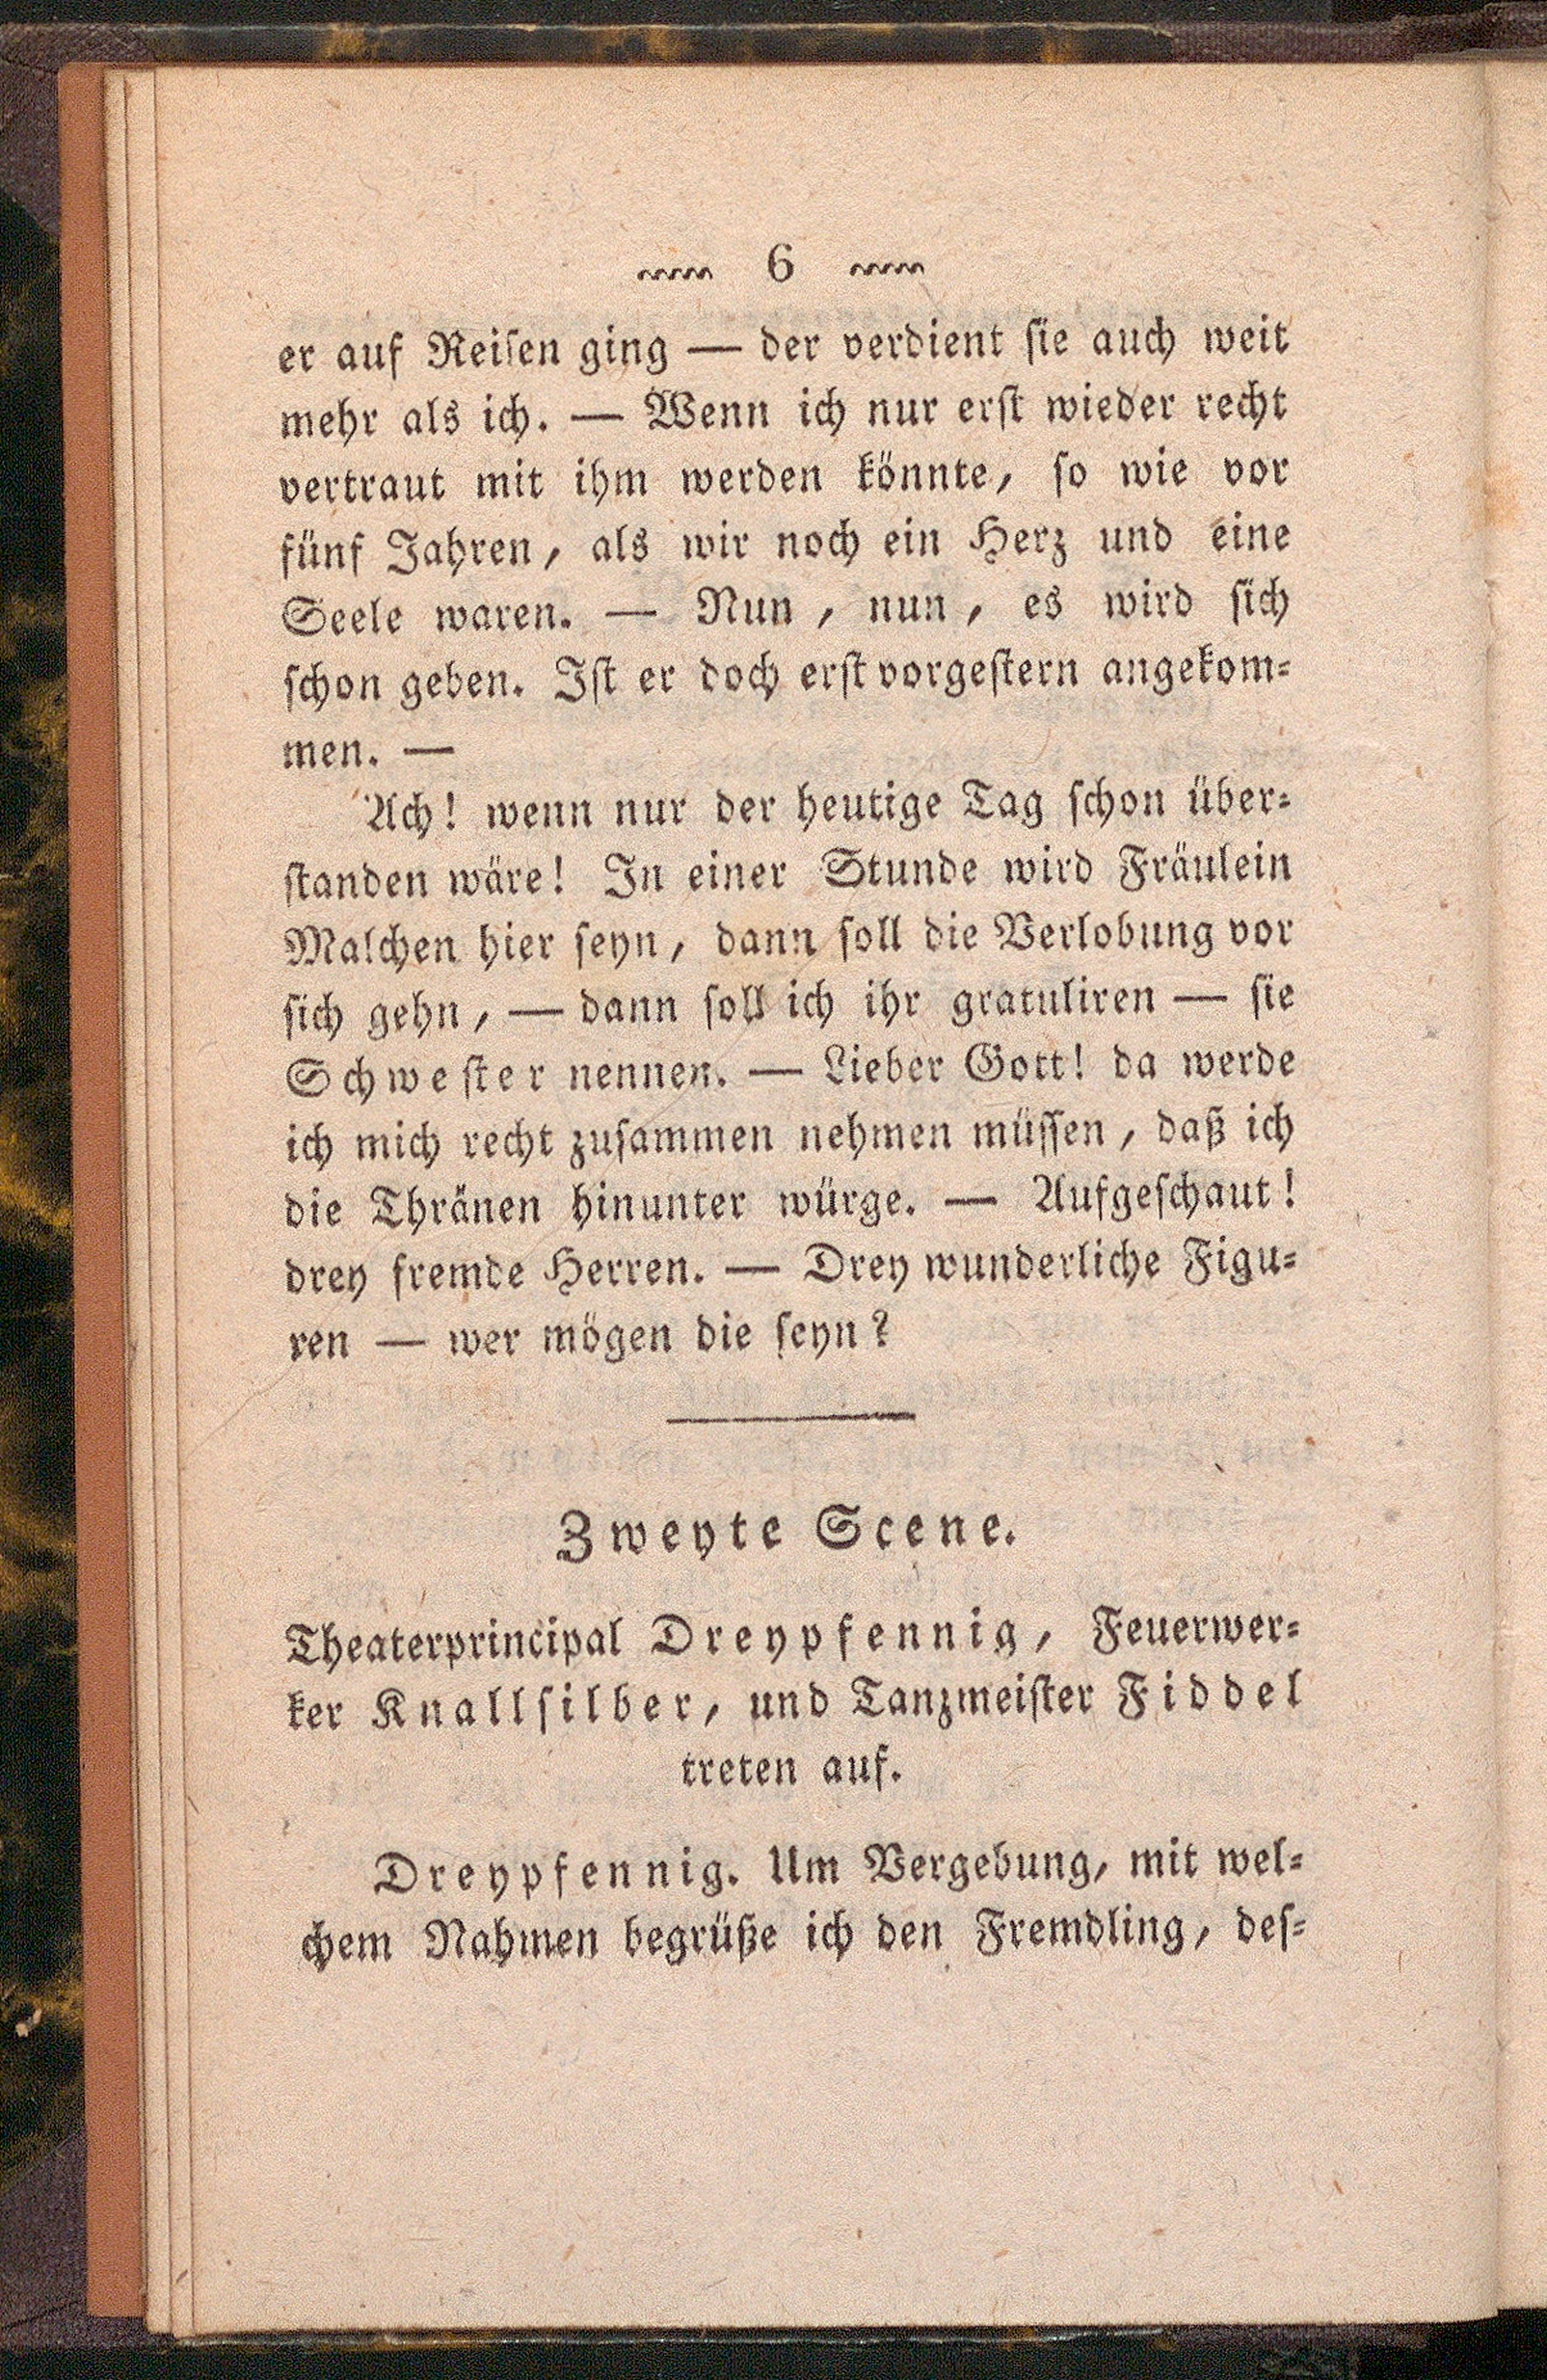 6
er auf Reiſen ging — der verdient ſie auch weit
mehr als ich. — Wenn ich nur erſt wieder recht
vertraut mit ihm werden könnte, ſo wie vor
fünf Jahren, als wir noch ein Herz und eine
Seele waren. — Nun, nun, es wird ſich
ſchon geben. Iſt er doch erſt vorgeſtern angekom⸗
men. —
Ach! wenn nur der heutige Tag ſchon über⸗
ſtanden wäre! In einer Stunde wird Fräulein
Malchen hier ſeyn, dann ſoll die Verlobung vor
ſich gehn, — dann ſoll ich ihr gratuliren — ſie
Schweſter nennen. — Lieber Gott! da werde
ich mich recht zuſammen nehmen müſſen, daß ich
die Thränen hinunter würge. — Aufgeſchaut!
drey fremde Herren. — Drey wunderliche Figu⸗
ren — wer mögen die ſeyn?
Zweyte Scene.
Theaterprincipal Dreypfennig, Feuerwer⸗
ker Knallſilber, und Tanzmeiſter Fiddel
treten auf.
Dreypfennig. Um Vergebung, mit wel⸗
chem Nahmen begrüße ich den Fremdling, deſ⸗